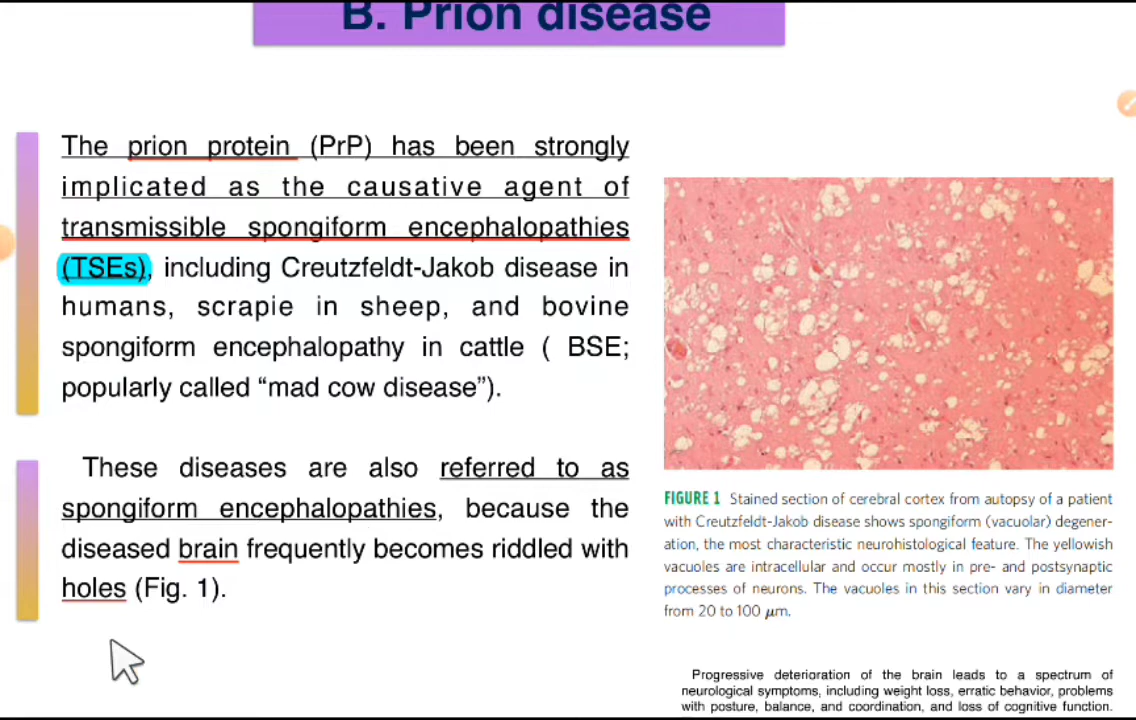 B. Prion disease
The prion protein (PrP) has been strongly
implicated as the causative agent of
transmissible spongiform encephalopathies
(TSEs), including Creutzfeldt-Jakob disease in
humans, scrapie in sheep, and bovine
spongiform encephalopathy in cattle ( BSE;
popularly called “mad cow disease”).
These diseases are also referred to as
spongiform encephalopathies, because the
diseased brain frequently becomes riddled with
holes (Fig. 1).
FIGURE 1 Stained section of cerebral cortex from autopsy of a patient
with Creutzfeldt-Jakob disease shows spongiform (vacuolar) degener-
ation, the most characteristic neurohistological feature. The yellowish
vacuoles are intracellular and occur mostly in pre- and postsynaptic
processes of neurons. The vacuoles in this section vary in diameter
from 20 to 100 μm.
Progressive deterioration of the brain leads to a spectrum of
neurological symptoms, including weight loss, erratic behavior, problems
with posture, balance, and coordination, and loss of cognitive function.